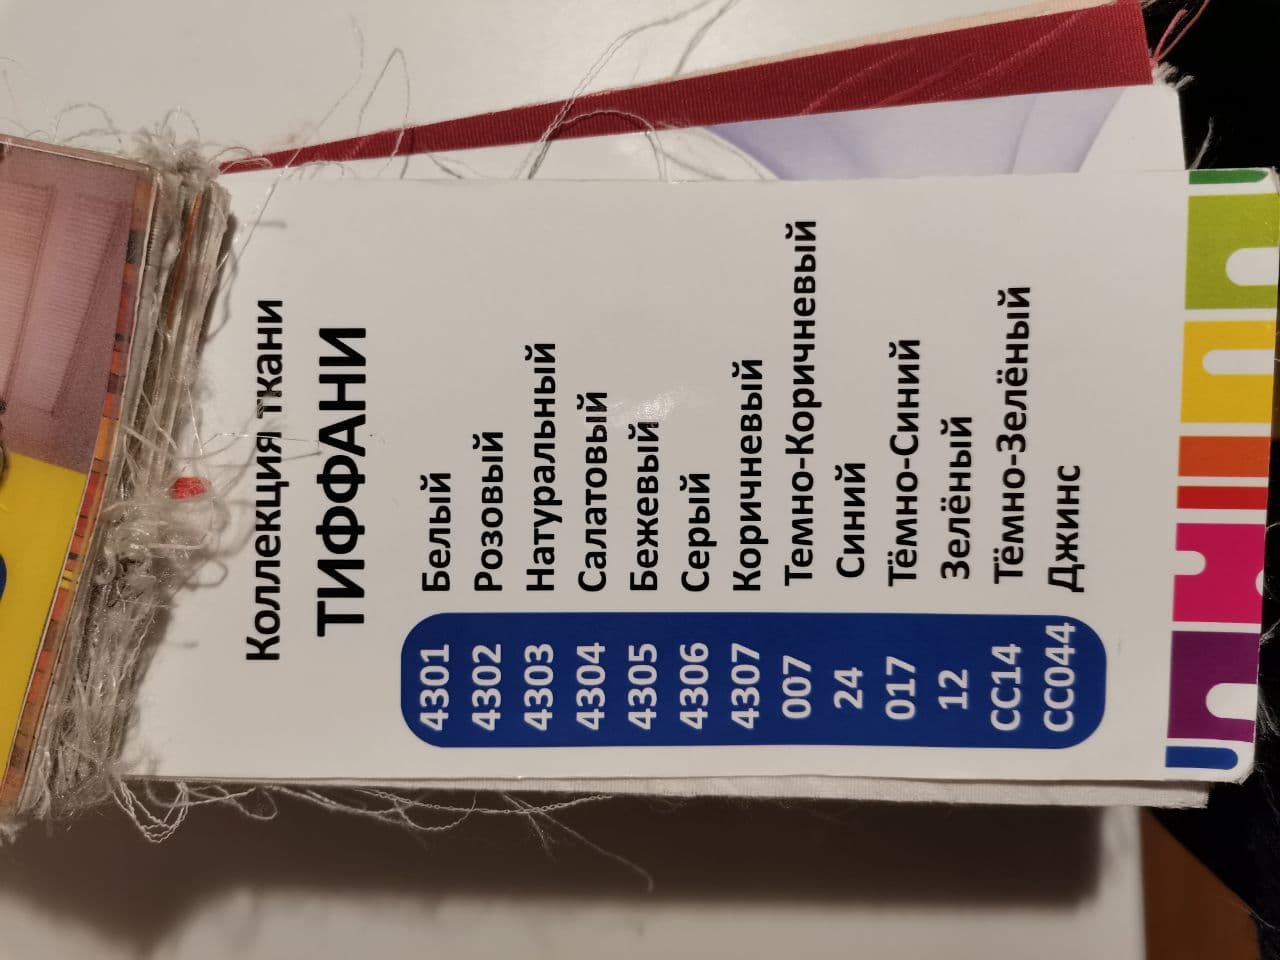 Коллекция ткани
ТИФФАНИ
4301 Белый
4302 Розовый
4303 Натуральный
4304 Салатовый
4305 Бежевый
4306 Серый
4307 Коричневый
007 Темно-Коричневый
24 Синий
017 Тёмно-Синий
12 Зелёный
СС14 Тёмно-Зелёный
СС044 Джинс